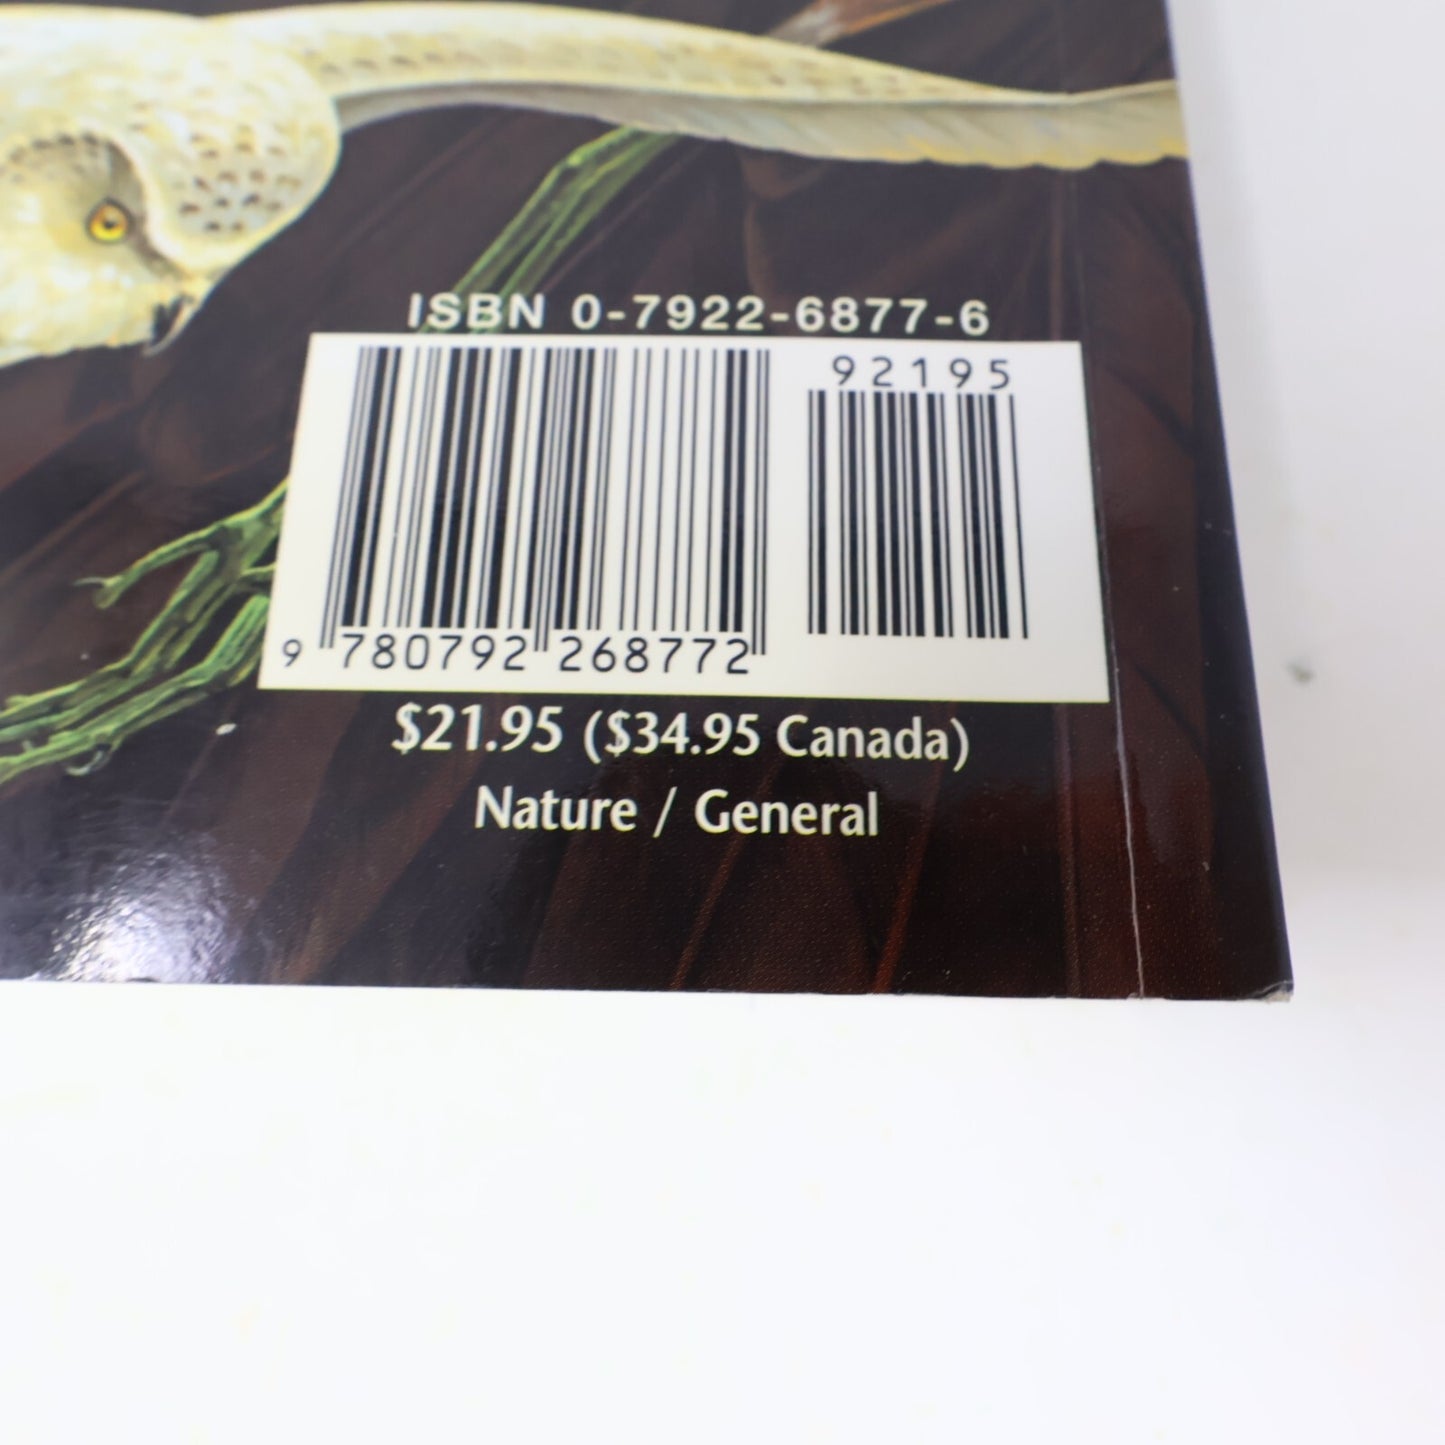 ISBN 0-7922-6877-6
92195
9 780792 268772
$21.95 ($34.95 Canada)
Nature / General